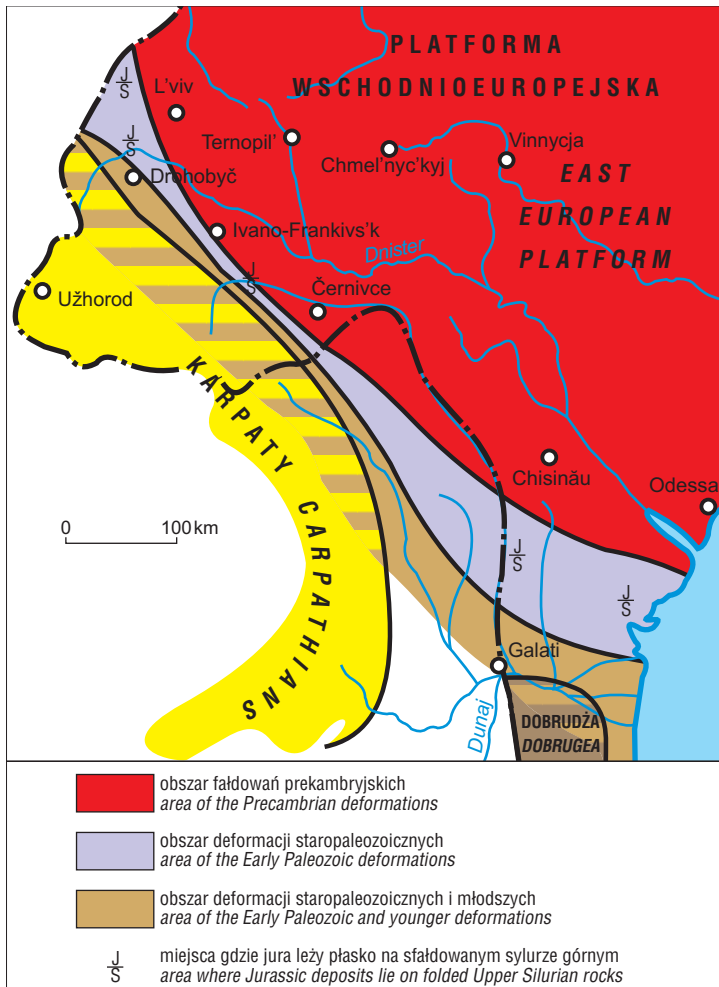 PLATFORMA
WSCHODNIOEUROPEJSKA
J
S
L'viv
Ternopil'
Chmel'nyc'kyj
Vinnycja
EAST
EUROPEAN
PLATFORM
J
S
Drohobyč
Ivano-Frankivs'k
Dnister
J
S
Užhorod
Černivce
KARPATY CARPATHIANS
Chisinău
Odessa
0 100 km
J
S
J
S
Galati
Dunaj
DOBRUDŻA
DOBRUGEA
obszar fałdowań prekambryjskich
area of the Precambrian deformations
obszar deformacji staropaleozoicznych
area of the Early Paleozoic deformations
obszar deformacji staropaleozoicznych i młodszych
area of the Early Paleozoic and younger deformations
J
S
miejsca gdzie jura leży płasko na sfałdowanym sylurze górnym
area where Jurassic deposits lie on folded Upper Silurian rocks